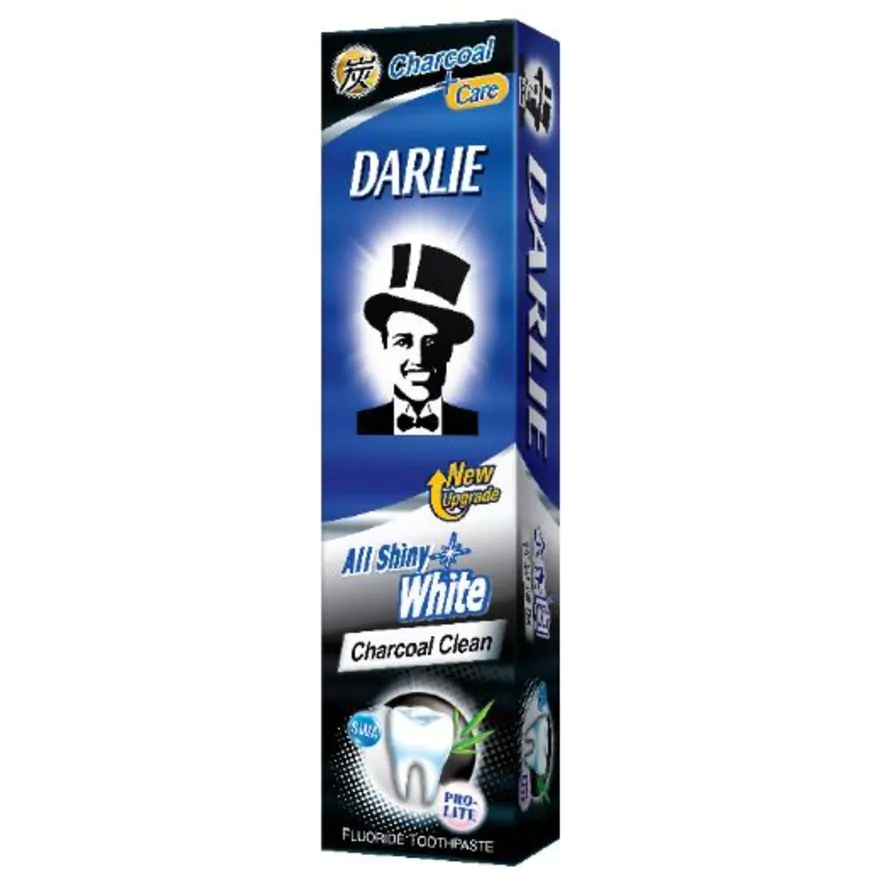 炭
Charcoal
+
Care
DARLIE
New
Upgrade
All Shiny
White
Charcoal Clean
PRO-
LITE
FLUORIDE TOOTHPASTE
DARLIE